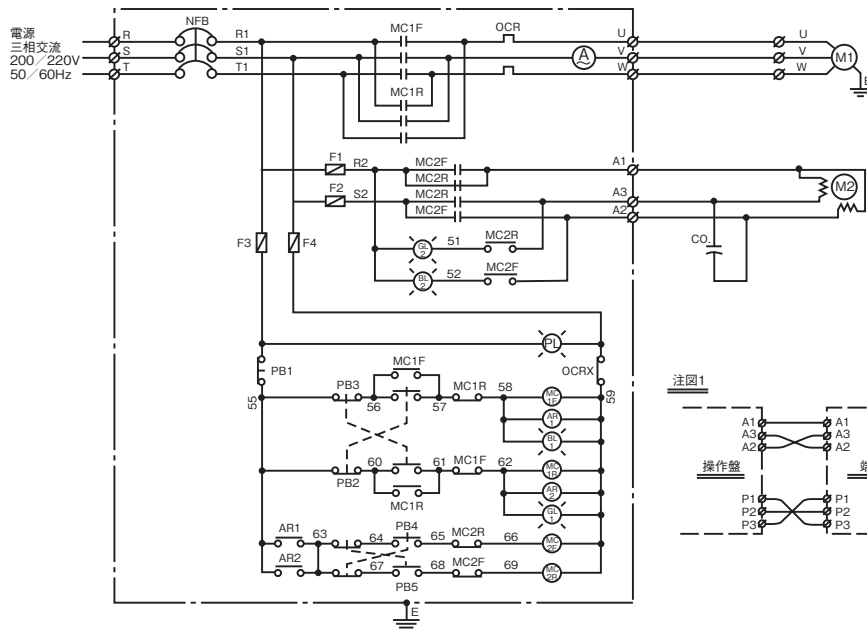 電源
三相交流
200／220V
50／60Hz
R
S
T
NFB
R1
S1
T1
MC1F
MC1R
OCR
A
U
V
W
U
V
W
M1
E
F1
R2
F2
S2
MC2F
MC2R
MC2R
MC2F
A1
A3
A2
M2
CO.
F3
F4
GL
2
51
MC2R
BL
2
52
MC2F
PL
PB1
OCRX
55
59
MC1F
PB3
56
57
MC1R
58
MC
1F
AR
1
BL
1
PB2
60
61
MC1F
62
MC1R
MC
1R
AR
2
GL
1
AR1
63
64
PB4
65
MC2R
66
MC
2F
AR2
67
68
MC2F
69
MC
2R
PB5
E
注図1
A1
A3
A2
A1
A3
A2
操作盤
端
P1
P2
P3
P1
P2
P3